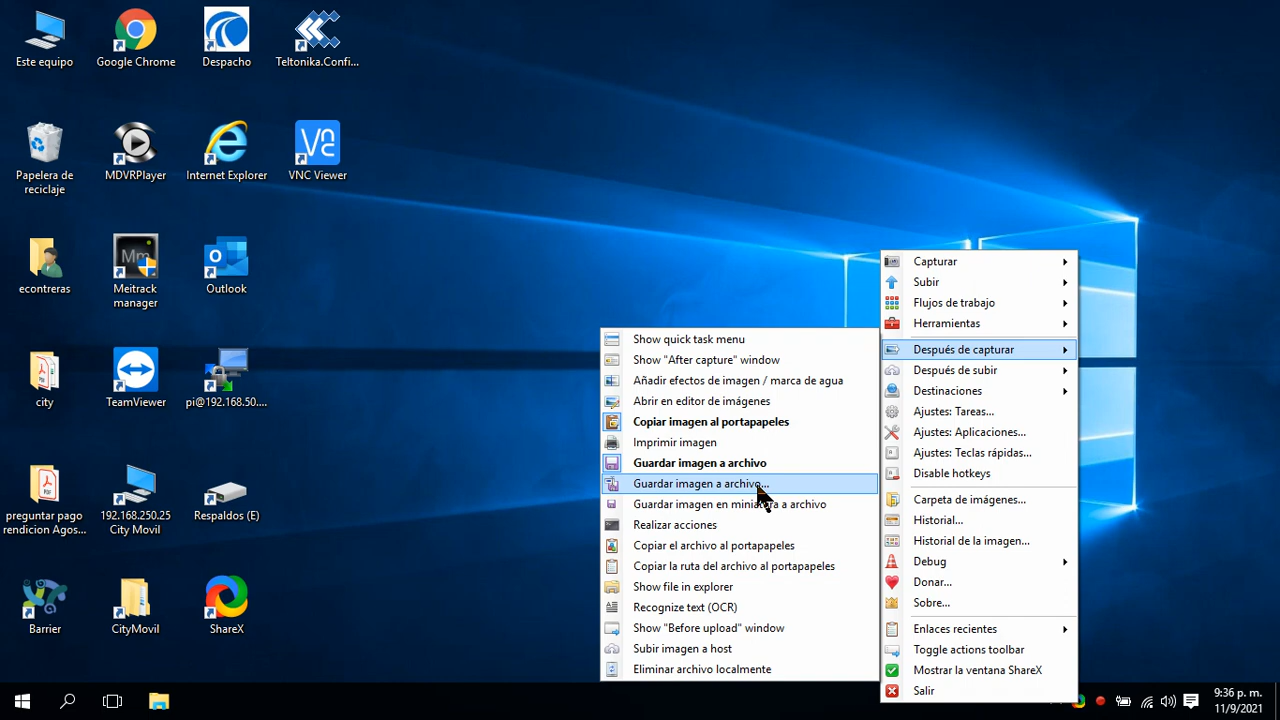 Este equipo
Google Chrome
Despacho
Teltonika.Confi...
Papelera de
reciclaje
MDVRPlayer
Internet Explorer
VNC Viewer
econtreras
Meitrack
manager
Outlook
city
TeamViewer
pi@192.168.50....
preguntar pago
rendicion Agos...
192.168.250.25
City Movil
Respaldos (E)
Barrier
CityMovil
ShareX
Show quick task menu
Show "After capture" window
Añadir efectos de imagen / marca de agua
Abrir en editor de imágenes
Copiar imagen al portapapeles
Imprimir imagen
Guardar imagen a archivo
Guardar imagen a archivo...
Guardar imagen en miniatura a archivo
Realizar acciones
Copiar el archivo al portapapeles
Copiar la ruta del archivo al portapapeles
Show file in explorer
Recognize text (OCR)
Show "Before upload" window
Subir imagen a host
Eliminar archivo localmente
Capturar
Subir
Flujos de trabajo
Herramientas
Después de capturar
Después de subir
Destinaciones
Ajustes: Tareas...
Ajustes: Aplicaciones...
Ajustes: Teclas rápidas...
Disable hotkeys
Carpeta de imágenes...
Historial...
Historial de la imagen...
Debug
Donar...
Sobre...
Enlaces recientes
Toggle actions toolbar
Mostrar la ventana ShareX
Salir
9:36 p. m.
11/9/2021